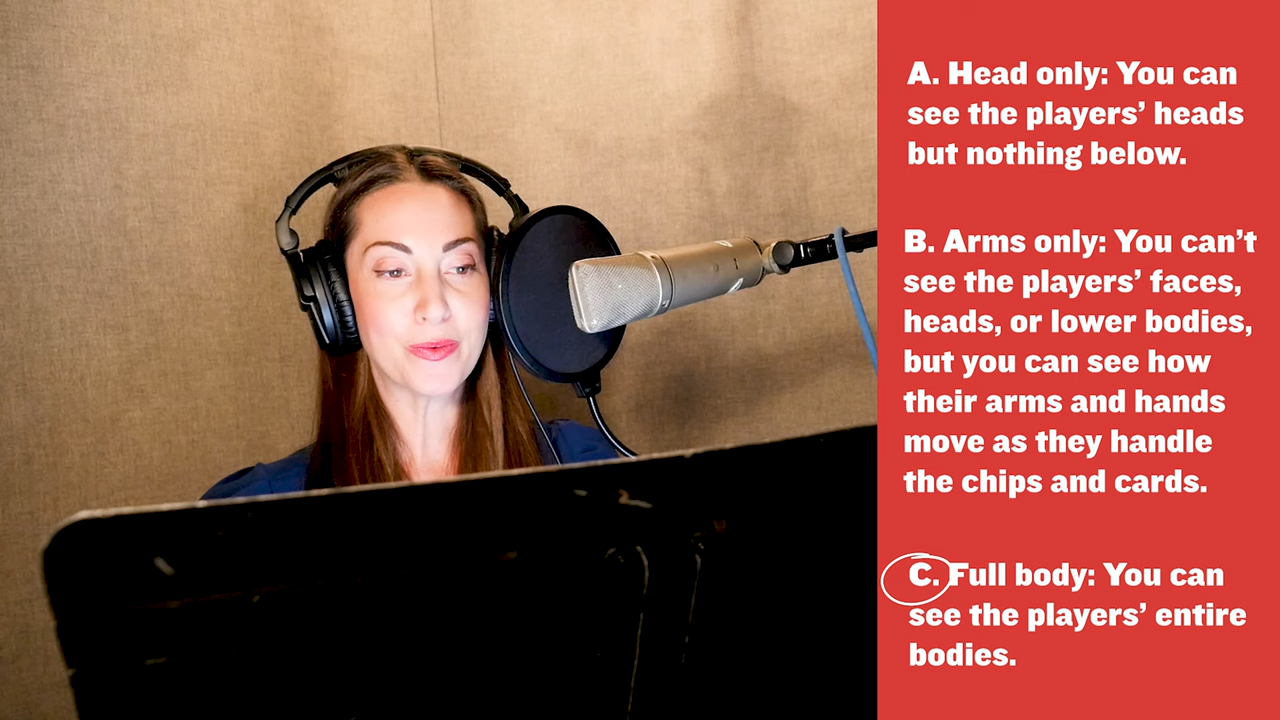 A. Head only: You can
see the players’ heads
but nothing below.
B. Arms only: You can’t
see the players’ faces,
heads, or lower bodies,
but you can see how
their arms and hands
move as they handle
the chips and cards.
C. Full body: You can
see the players’ entire
bodies.